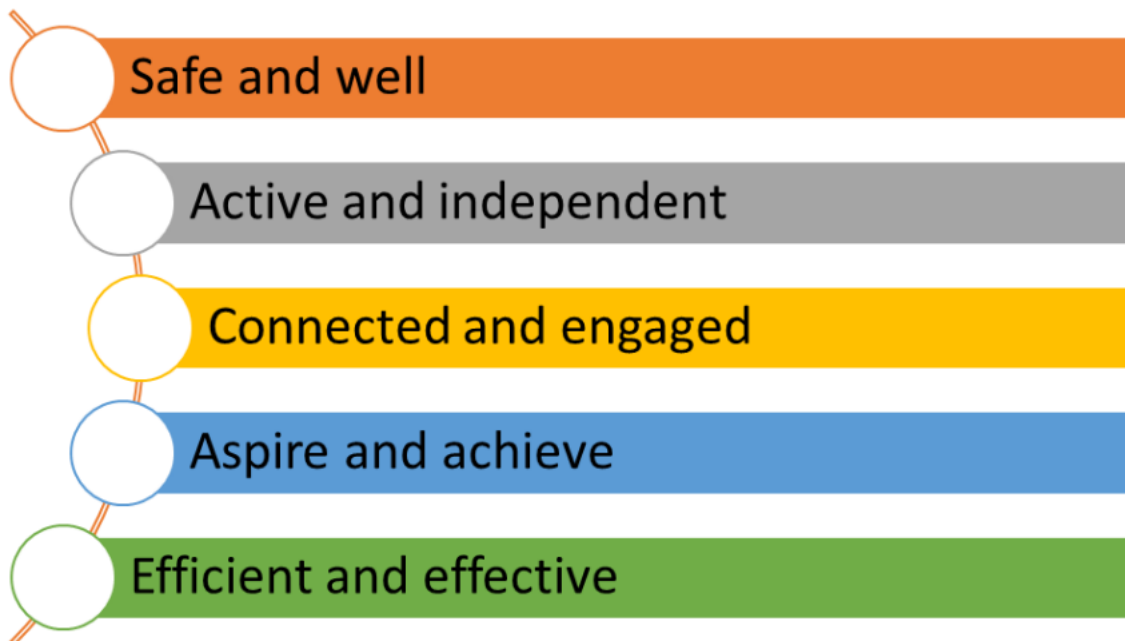 Safe and well
Active and independent
Connected and engaged
Aspire and achieve
Efficient and effective